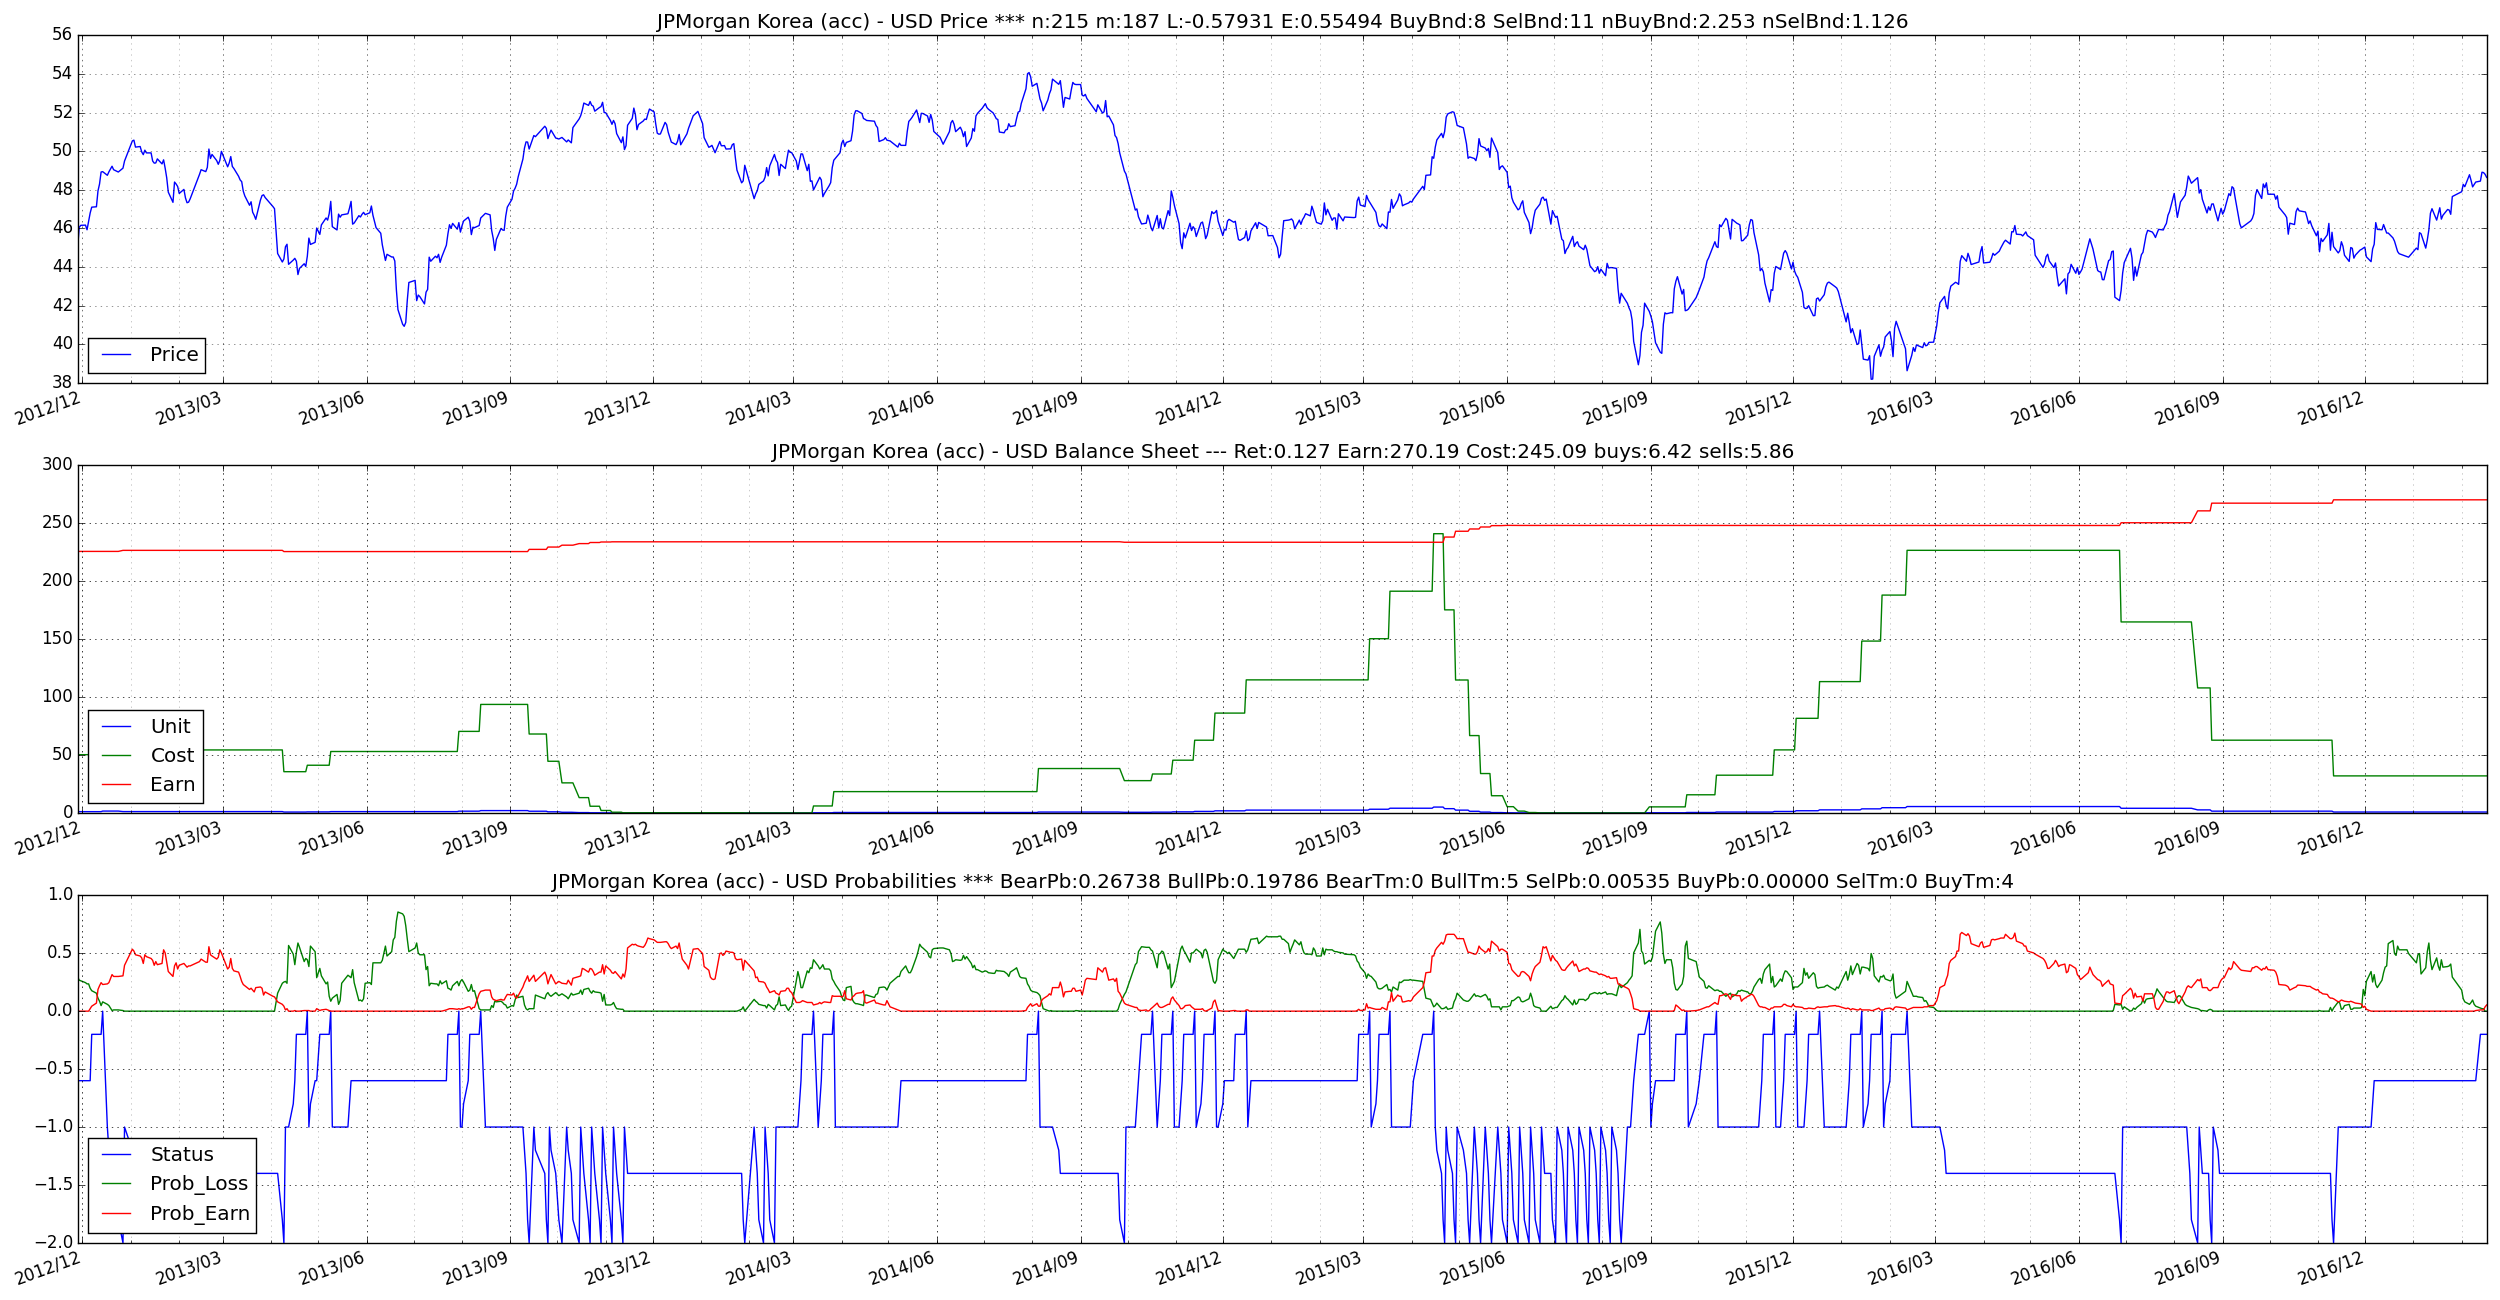 JPMorgan Korea (acc) - USD Price *** n:215 m:187 L:-0.57931 E:0.55494 BuyBnd:8 SelBnd:11 nBuyBnd:2.253 nSelBnd:1.126
56
54
52
50
48
46
44
42
40
38
Price
2012/12 2013/03 2013/06 2013/09 2013/12 2014/03 2014/06 2014/09 2014/12 2015/03 2015/06 2015/09 2015/12 2016/03 2016/06 2016/09 2016/12
JPMorgan Korea (acc) - USD Balance Sheet --- Ret:0.127 Earn:270.19 Cost:245.09 buys:6.42 sells:5.86
300
250
200
150
100
50
0
Unit
Cost
Earn
2012/12 2013/03 2013/06 2013/09 2013/12 2014/03 2014/06 2014/09 2014/12 2015/03 2015/06 2015/09 2015/12 2016/03 2016/06 2016/09 2016/12
JPMorgan Korea (acc) - USD Probabilities *** BearPb:0.26738 BullPb:0.19786 BearTm:0 BullTm:5 SelPb:0.00535 BuyPb:0.00000 SelTm:0 BuyTm:4
1.0
0.5
0.0
−0.5
−1.0
−1.5
−2.0
Status
Prob_Loss
Prob_Earn
2012/12 2013/03 2013/06 2013/09 2013/12 2014/03 2014/06 2014/09 2014/12 2015/03 2015/06 2015/09 2015/12 2016/03 2016/06 2016/09 2016/12